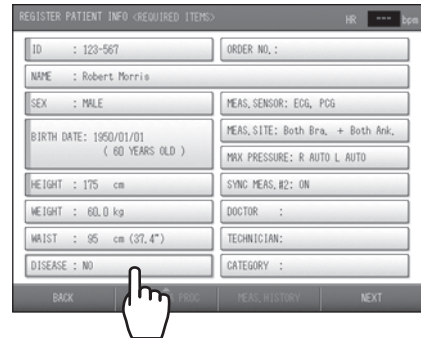 REGISTER PATIENT INFO <REQUIRED ITEMS> HR --- bpm
ID : 123-567
ORDER NO. :
NAME : Robert Morris
SEX : MALE
MEAS. SENSOR: ECG, PCG
BIRTH DATE: 1950/01/01
( 60 YEARS OLD )
MEAS. SITE: Both Bra. + Both Ank.
MAX PRESSURE: R AUTO L AUTO
HEIGHT : 175 cm
SYNC MEAS. #2: ON
WEIGHT : 60.0 kg
DOCTOR :
WAIST : 95 cm (37.4")
TECHNICIAN:
DISEASE : NO
CATEGORY :
BACK PROC MEAS. HISTORY NEXT